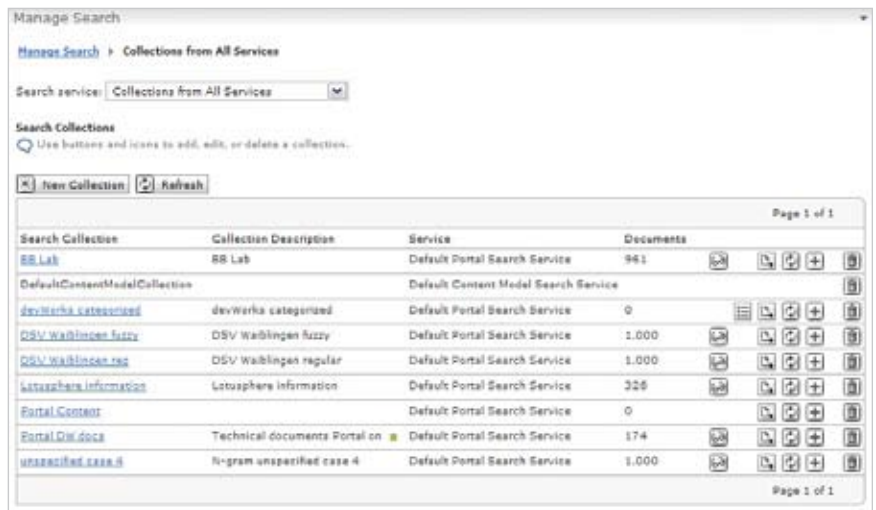 Manage Search
Manage Search Collections from All Services
Search service: Collections from All Services
Search Collections
Use buttons and icons to add, edit, or delete a collection.
New Collection Refresh
Page 1 of 1
Search Collection Collection Description Service Documents
BB Lab BB Lab Default Portal Search Service 961
DefaultContentModelCollection Default Content Model Search Service
devWorks categorized devWorks categorized Default Portal Search Service 0
DSV Waiblingen fuzzy DSV Waiblingen fuzzy Default Portal Search Service 1.000
DSV Waiblingen reg DSV Waiblingen regular Default Portal Search Service 1.000
Lotusphere information Lotusphere information Default Portal Search Service 326
Portal Content Default Portal Search Service 0
Portal DW docs Technical documents Portal on Default Portal Search Service 174
unspecified case 4 N-gram unspecified case 4 Default Portal Search Service 1.000
Page 1 of 1